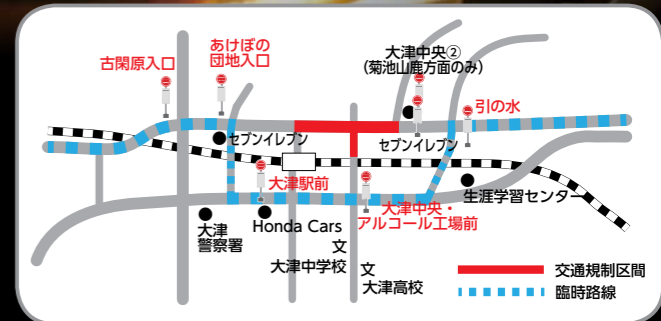 あけぼの
団地入口
古閑原入口
大津中央②
(菊池山鹿方面のみ)
引の水
セブンイレブン
セブンイレブン
大津駅前
生涯学習センター
大津中央・
アルコール工場前
大津
警察署
Honda Cars
文
大津中学校
文
大津高校
交通規制区間
臨時路線